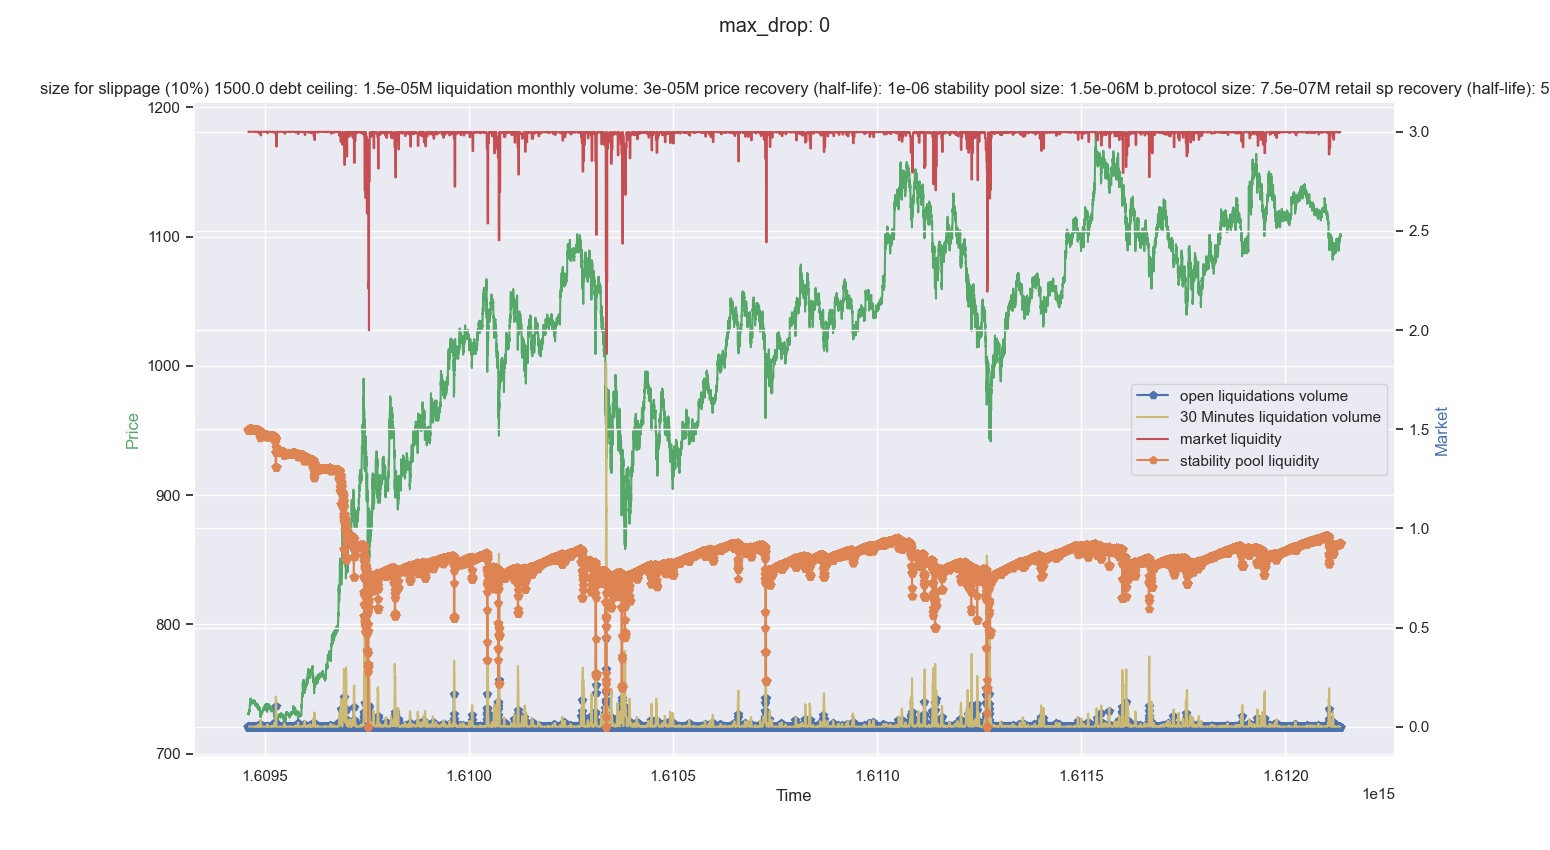 max_drop: 0
size for slippage (10%) 1500.0 debt ceiling: 1.5e-05M liquidation monthly volume: 3e-05M price recovery (half-life): 1e-06 stability pool size: 1.5e-06M b.protocol size: 7.5e-07M retail sp recovery (half-life): 5
1200
1100
1000
900
800
700
Price
3.0
2.5
2.0
1.5
1.0
0.5
0.0
Market
open liquidations volume
30 Minutes liquidation volume
market liquidity
stability pool liquidity
1.6095 1.6100 1.6105 1.6110 1.6115 1.6120
1e15
Time